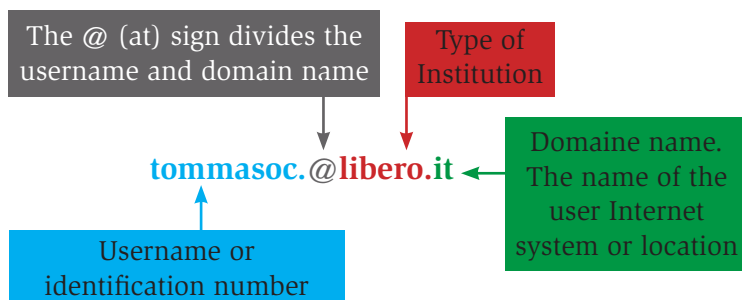 The @ (at) sign divides the
username and domain name
Type of
Institution
tommasoc.@libero.it
Domaine name.
The name of the
user Internet
system or location
Username or
identification number